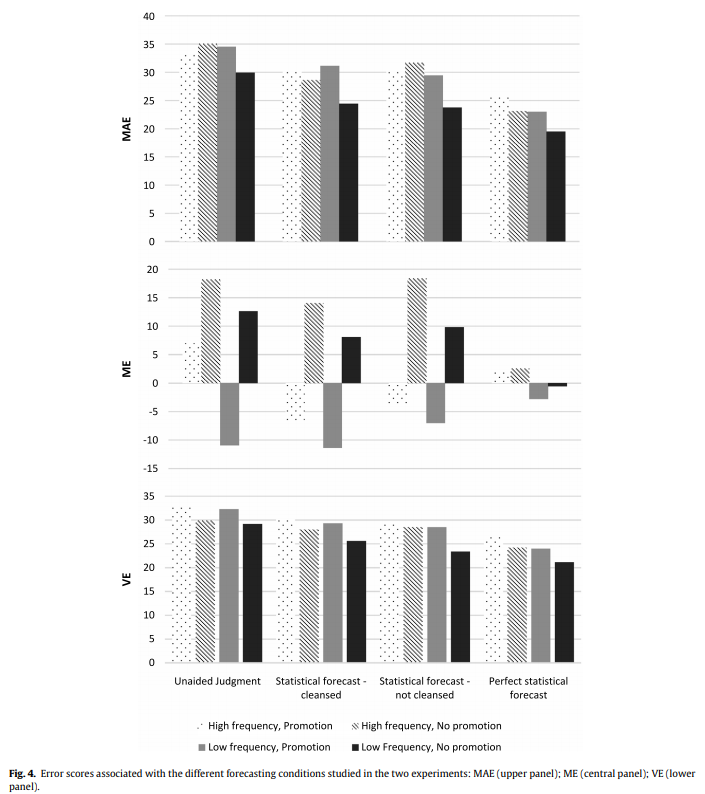 40
35
30
25
20
15
10
5
0
MAE
20
15
10
5
0
-5
-10
-15
ME
35
30
25
20
15
10
5
0
VE
Unaided Judgment Statistical forecast - Statistical forecast - Perfect statistical
cleansed not cleansed forecast
High frequency, Promotion High frequency, No promotion
Low frequency, Promotion Low Frequency, No promotion
Fig. 4. Error scores associated with the different forecasting conditions studied in the two experiments: MAE (upper panel); ME (central panel); VE (lower
panel).